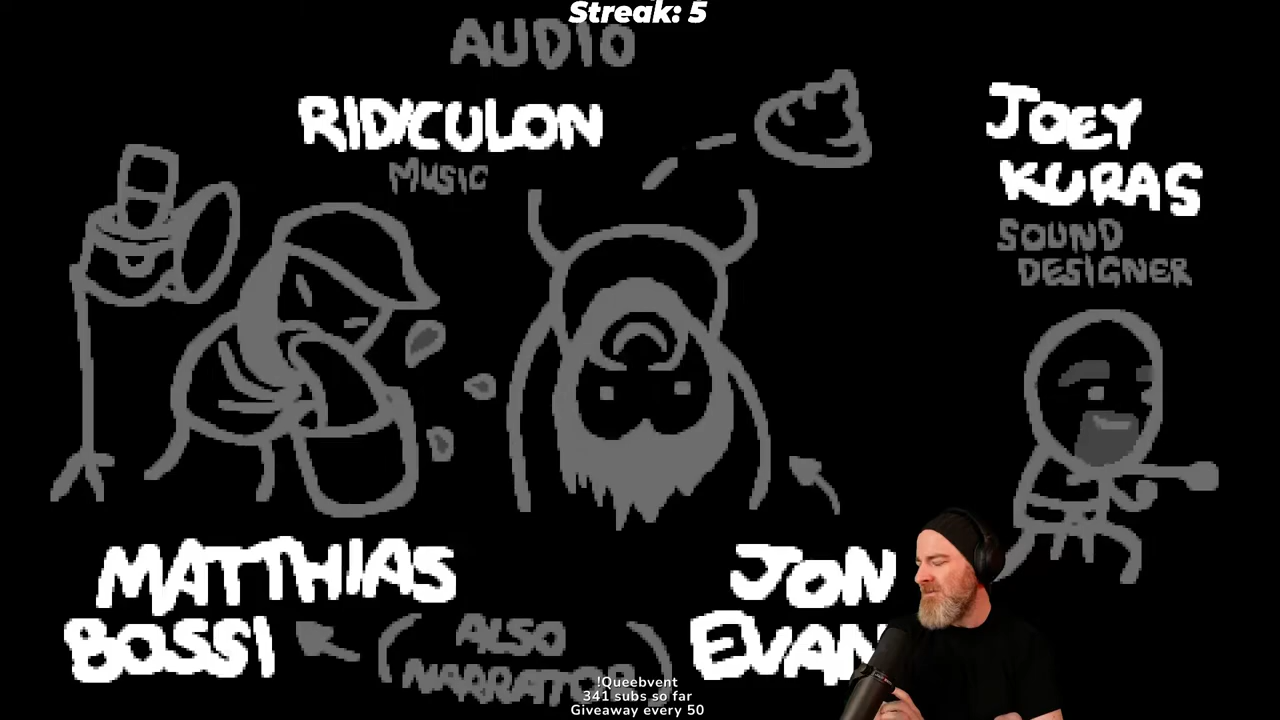 Streak: 5
AUDIO
RIDICULON
MUSIC
JOEY
KURAS
SOUND
DESIGNER
MATTHIAS
BOSSI
(ALSO
NARRATOR)
JON
EVAN
!Queebvent
341 subs so far
Giveaway every 50